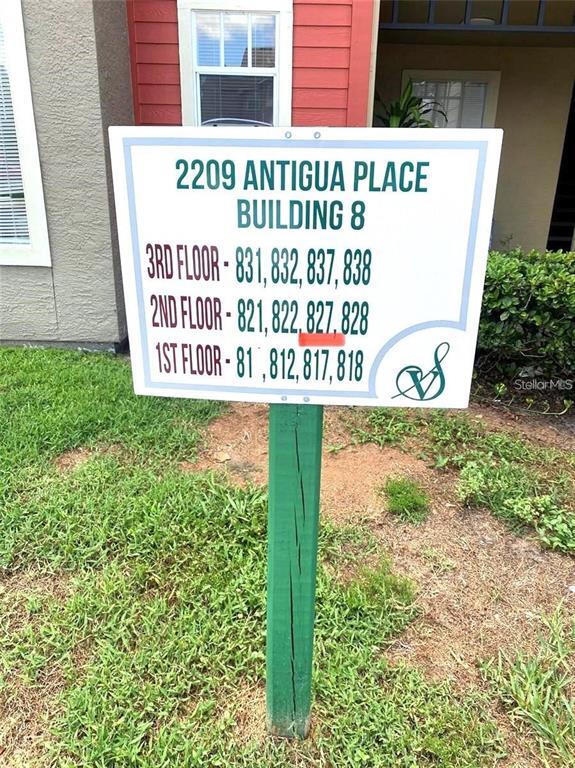 2209 ANTIGUA PLACE
BUILDING 8
3RD FLOOR - 831, 832, 837, 838
2ND FLOOR - 821, 822, 827, 828
1ST FLOOR - 81 , 812, 817, 818
VS
StellarMLS